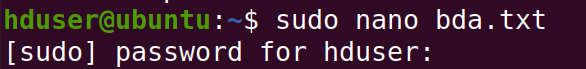 hduser@ubuntu:~$ sudo nano bda.txt
[sudo] password for hduser: